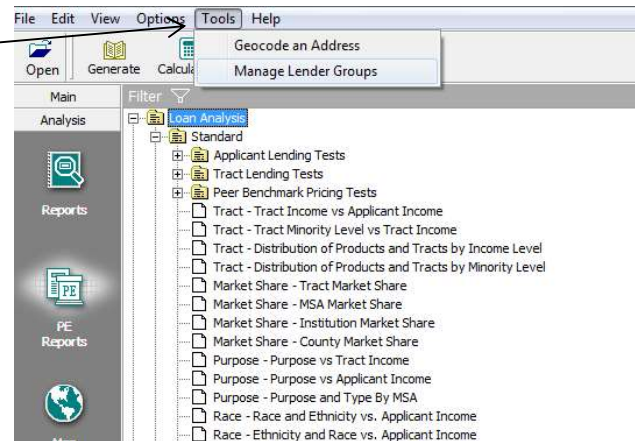 File Edit View Options Tools Help
Geocode an Address
Manage Lender Groups
Open Generate
Main
Filter
Analysis
Loan Analysis
Standard
Applicant Lending Tests
Tract Lending Tests
Peer Benchmark Pricing Tests
Reports
Tract - Tract Income vs Applicant Income
Tract - Tract Minority Level vs Tract Income
Tract - Distribution of Products and Tracts by Income Level
Tract - Distribution of Products and Tracts by Minority Level
Market Share - Tract Market Share
PE
Market Share - MSA Market Share
Market Share - Institution Market Share
PE
Reports
Market Share - County Market Share
Purpose - Purpose vs Tract Income
Purpose - Purpose vs Applicant Income
Purpose - Purpose and Type By MSA
Race - Race and Ethnicity vs. Applicant Income
Race - Ethnicity and Race vs. Applicant Income